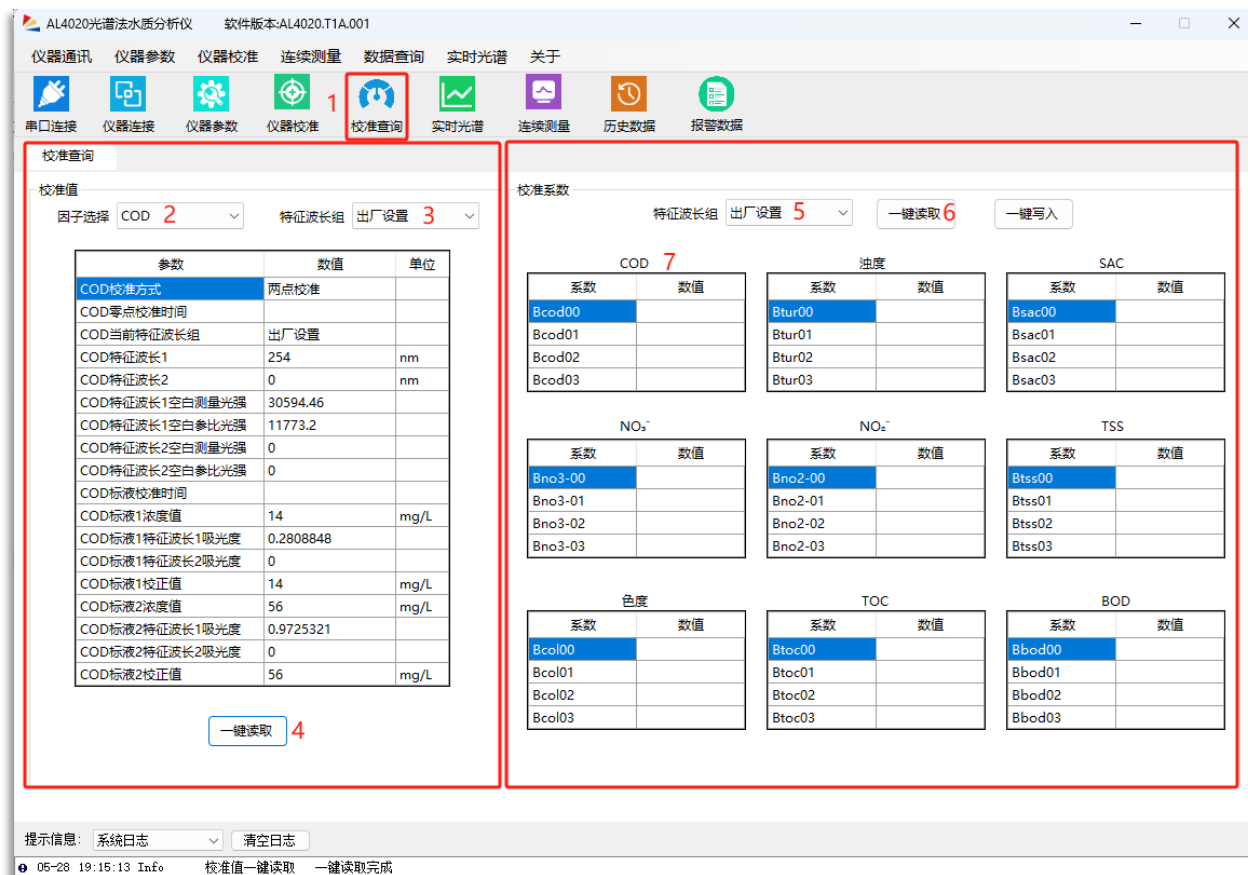 AL4020光谱法水质分析仪 软件版本:AL4020.T1A.001
仪器通讯 仪器参数 仪器校准 连续测量 数据查询 实时光谱 关于
1
串口连接 仪器连接 仪器参数 仪器校准 校准查询 实时光谱 连续测量 历史数据 报警数据
校准查询
校准值
因子选择 COD 2 特征波长组 出厂设置 3
参数 数值 单位
COD校准方式 两点校准
COD零点校准时间
COD当前特征波长组 出厂设置
COD特征波长1 254 nm
COD特征波长2 0 nm
COD特征波长1空白测量光强 30594.46
COD特征波长1空白参比光强 11773.2
COD特征波长2空白测量光强 0
COD特征波长2空白参比光强 0
COD标液校准时间
COD标液1浓度值 14 mg/L
COD标液1特征波长1吸光度 0.2808848
COD标液1特征波长2吸光度 0
COD标液1校正值 14 mg/L
COD标液2浓度值 56 mg/L
COD标液2特征波长1吸光度 0.9725321
COD标液2特征波长2吸光度 0
COD标液2校正值 56 mg/L
一键读取 4
校准系数
特征波长组 出厂设置 5 一键读取 6 一键写入
COD 7 浊度 SAC
系数 数值 系数 数值 系数 数值
Bcod00 Btur00 Bsac00
Bcod01 Btur01 Bsac01
Bcod02 Btur02 Bsac02
Bcod03 Btur03 Bsac03
NO₃⁻ NO₂⁻ TSS
系数 数值 系数 数值 系数 数值
Bno3-00 Bno2-00 Btss00
Bno3-01 Bno2-01 Btss01
Bno3-02 Bno2-02 Btss02
Bno3-03 Bno2-03 Btss03
色度 TOC BOD
系数 数值 系数 数值 系数 数值
Bcol00 Btoc00 Bbod00
Bcol01 Btoc01 Bbod01
Bcol02 Btoc02 Bbod02
Bcol03 Btoc03 Bbod03
提示信息: 系统日志 清空日志
05-28 19:15:13 Info 校准值一键读取 一键读取完成